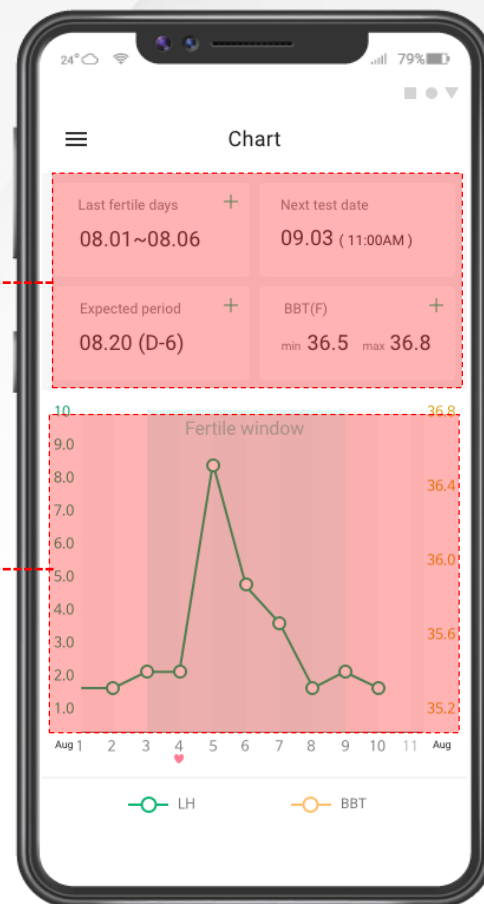 24° 79%
Chart
Last fertile days + Next test date
08.01~08.06 09.03 ( 11:00AM )
Expected period + BBT(F) +
08.20 (D-6) min 36.5 max 36.8
10 36.8
Fertile window
9.0
8.0 36.4
7.0
6.0 36.0
5.0
4.0
3.0 35.6
2.0
1.0 35.2
Aug 1 2 3 4 5 6 7 8 9 10 11 Aug
LH BBT